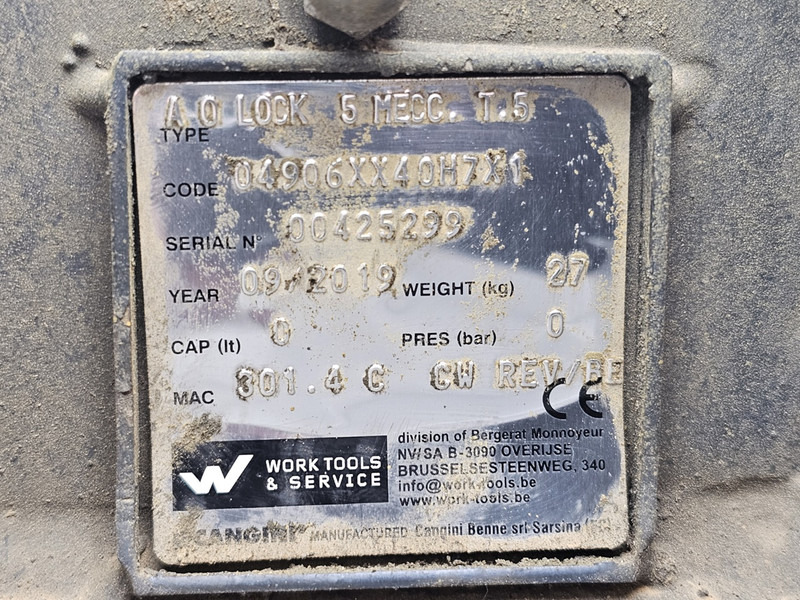 A Q LOCK 5 MECC. T.5
TYPE
CODE 04906XX40H7X1
SERIAL N° 00425299
YEAR 09/2019 WEIGHT (kg) 27
CAP (lt) 0 PRES (bar) 0
MAC 301.4 C CW REV/BE
CE
W WORK TOOLS & SERVICE
division of Bergerat Monnoyeur
NV/SA B-3090 OVERIJSE
BRUSSELSESTEENWEG, 340
info@work-tools.be
www.work-tools.be
CANGINI MANUFACTURED Cangini Benne srl Sarsina (FC)